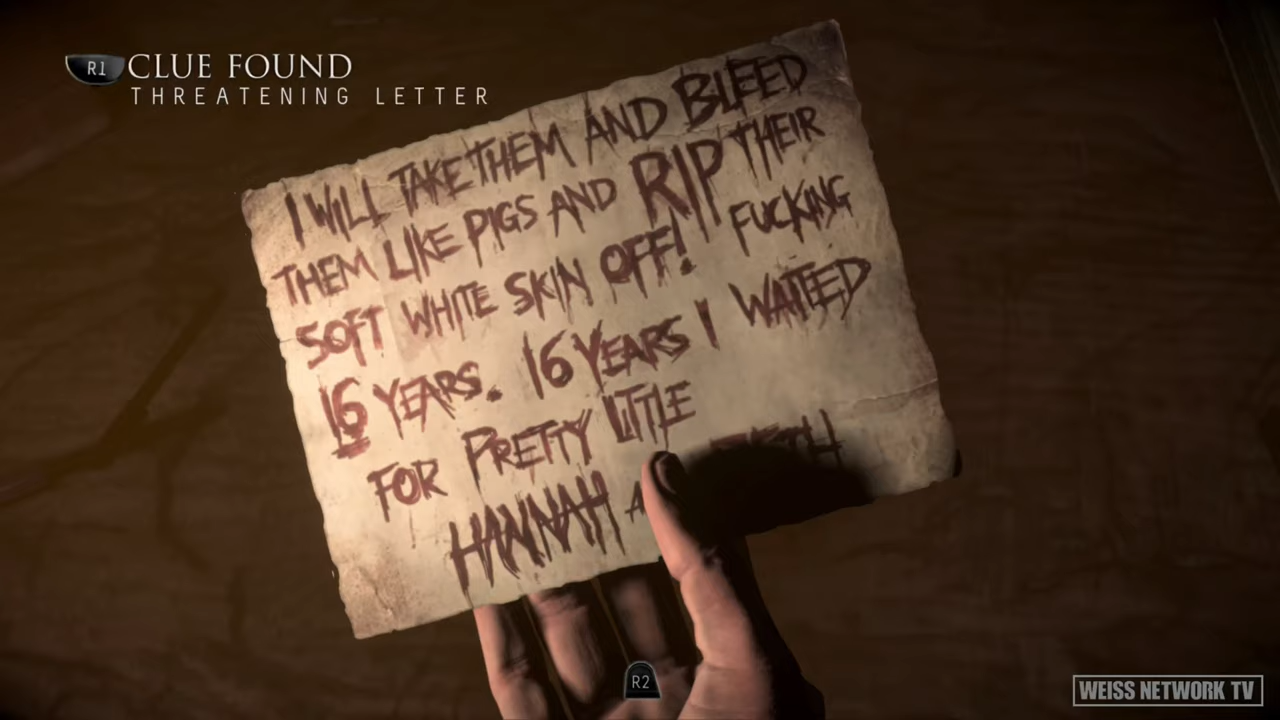 R1 CLUE FOUND
THREATENING LETTER
I WILL TAKE THEM AND BLEED
THEM LIKE PIGS AND RIP THEIR
SOFT WHITE SKIN OFF! FUCKING
16 YEARS. 16 YEARS I WAITED
FOR PRETTY LITTLE
HANNAH
R2
WEISS NETWORK TV